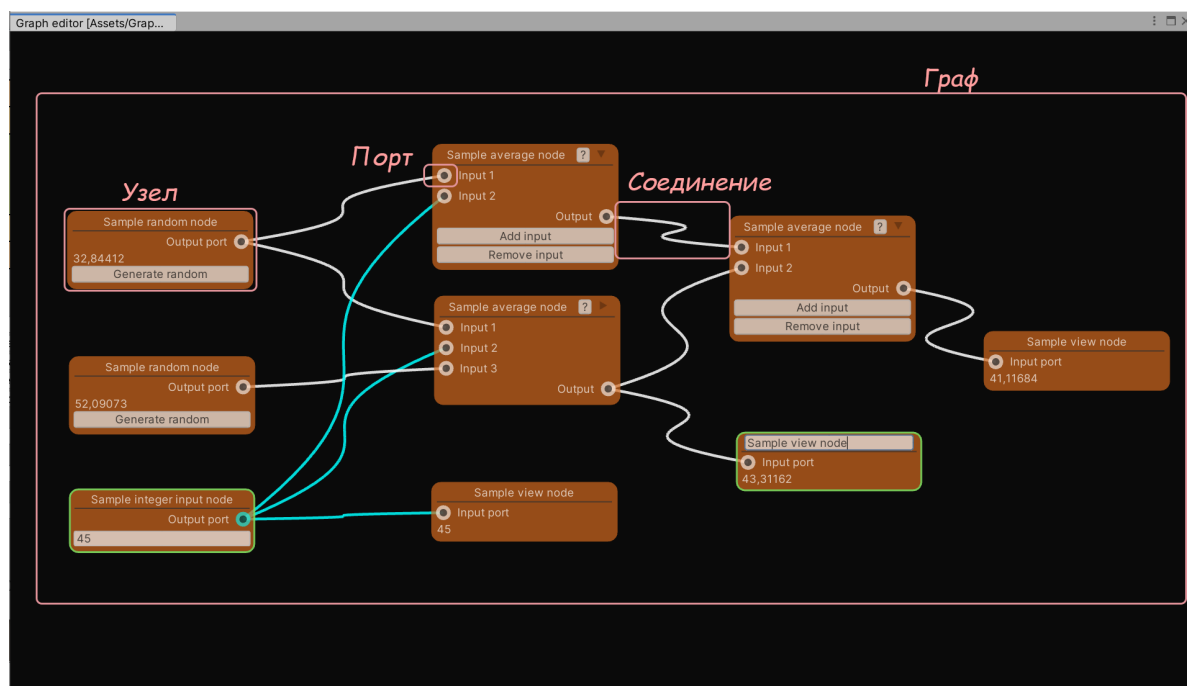 Graph editor [Assets/Grap...
Граф
Порт
Sample average node ?
Input 1
Input 2
Output
Add input
Remove input
Соединение
Узел
Sample random node
Output port
32,84412
Generate random
Sample average node ?
Input 1
Input 2
Output
Add input
Remove input
Sample average node ?
Input 1
Input 2
Input 3
Output
Sample view node
Input port
41,11684
Sample random node
Output port
52,09073
Generate random
Sample view node
Input port
43,31162
Sample integer input node
Output port
45
Sample view node
Input port
45